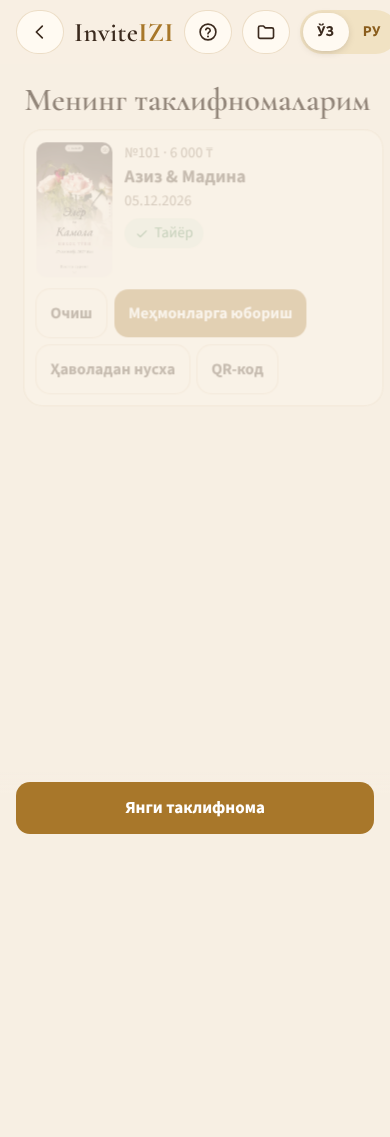 InviteIZI
ЎЗ
РУ
Менинг таклифномаларим
№101 · 6 000 ₸
Азиз & Мадина
05.12.2026
Тайёр
Очиш
Меҳмонларга юбориш
Ҳаволадан нусха
QR-код
Янги таклифнома